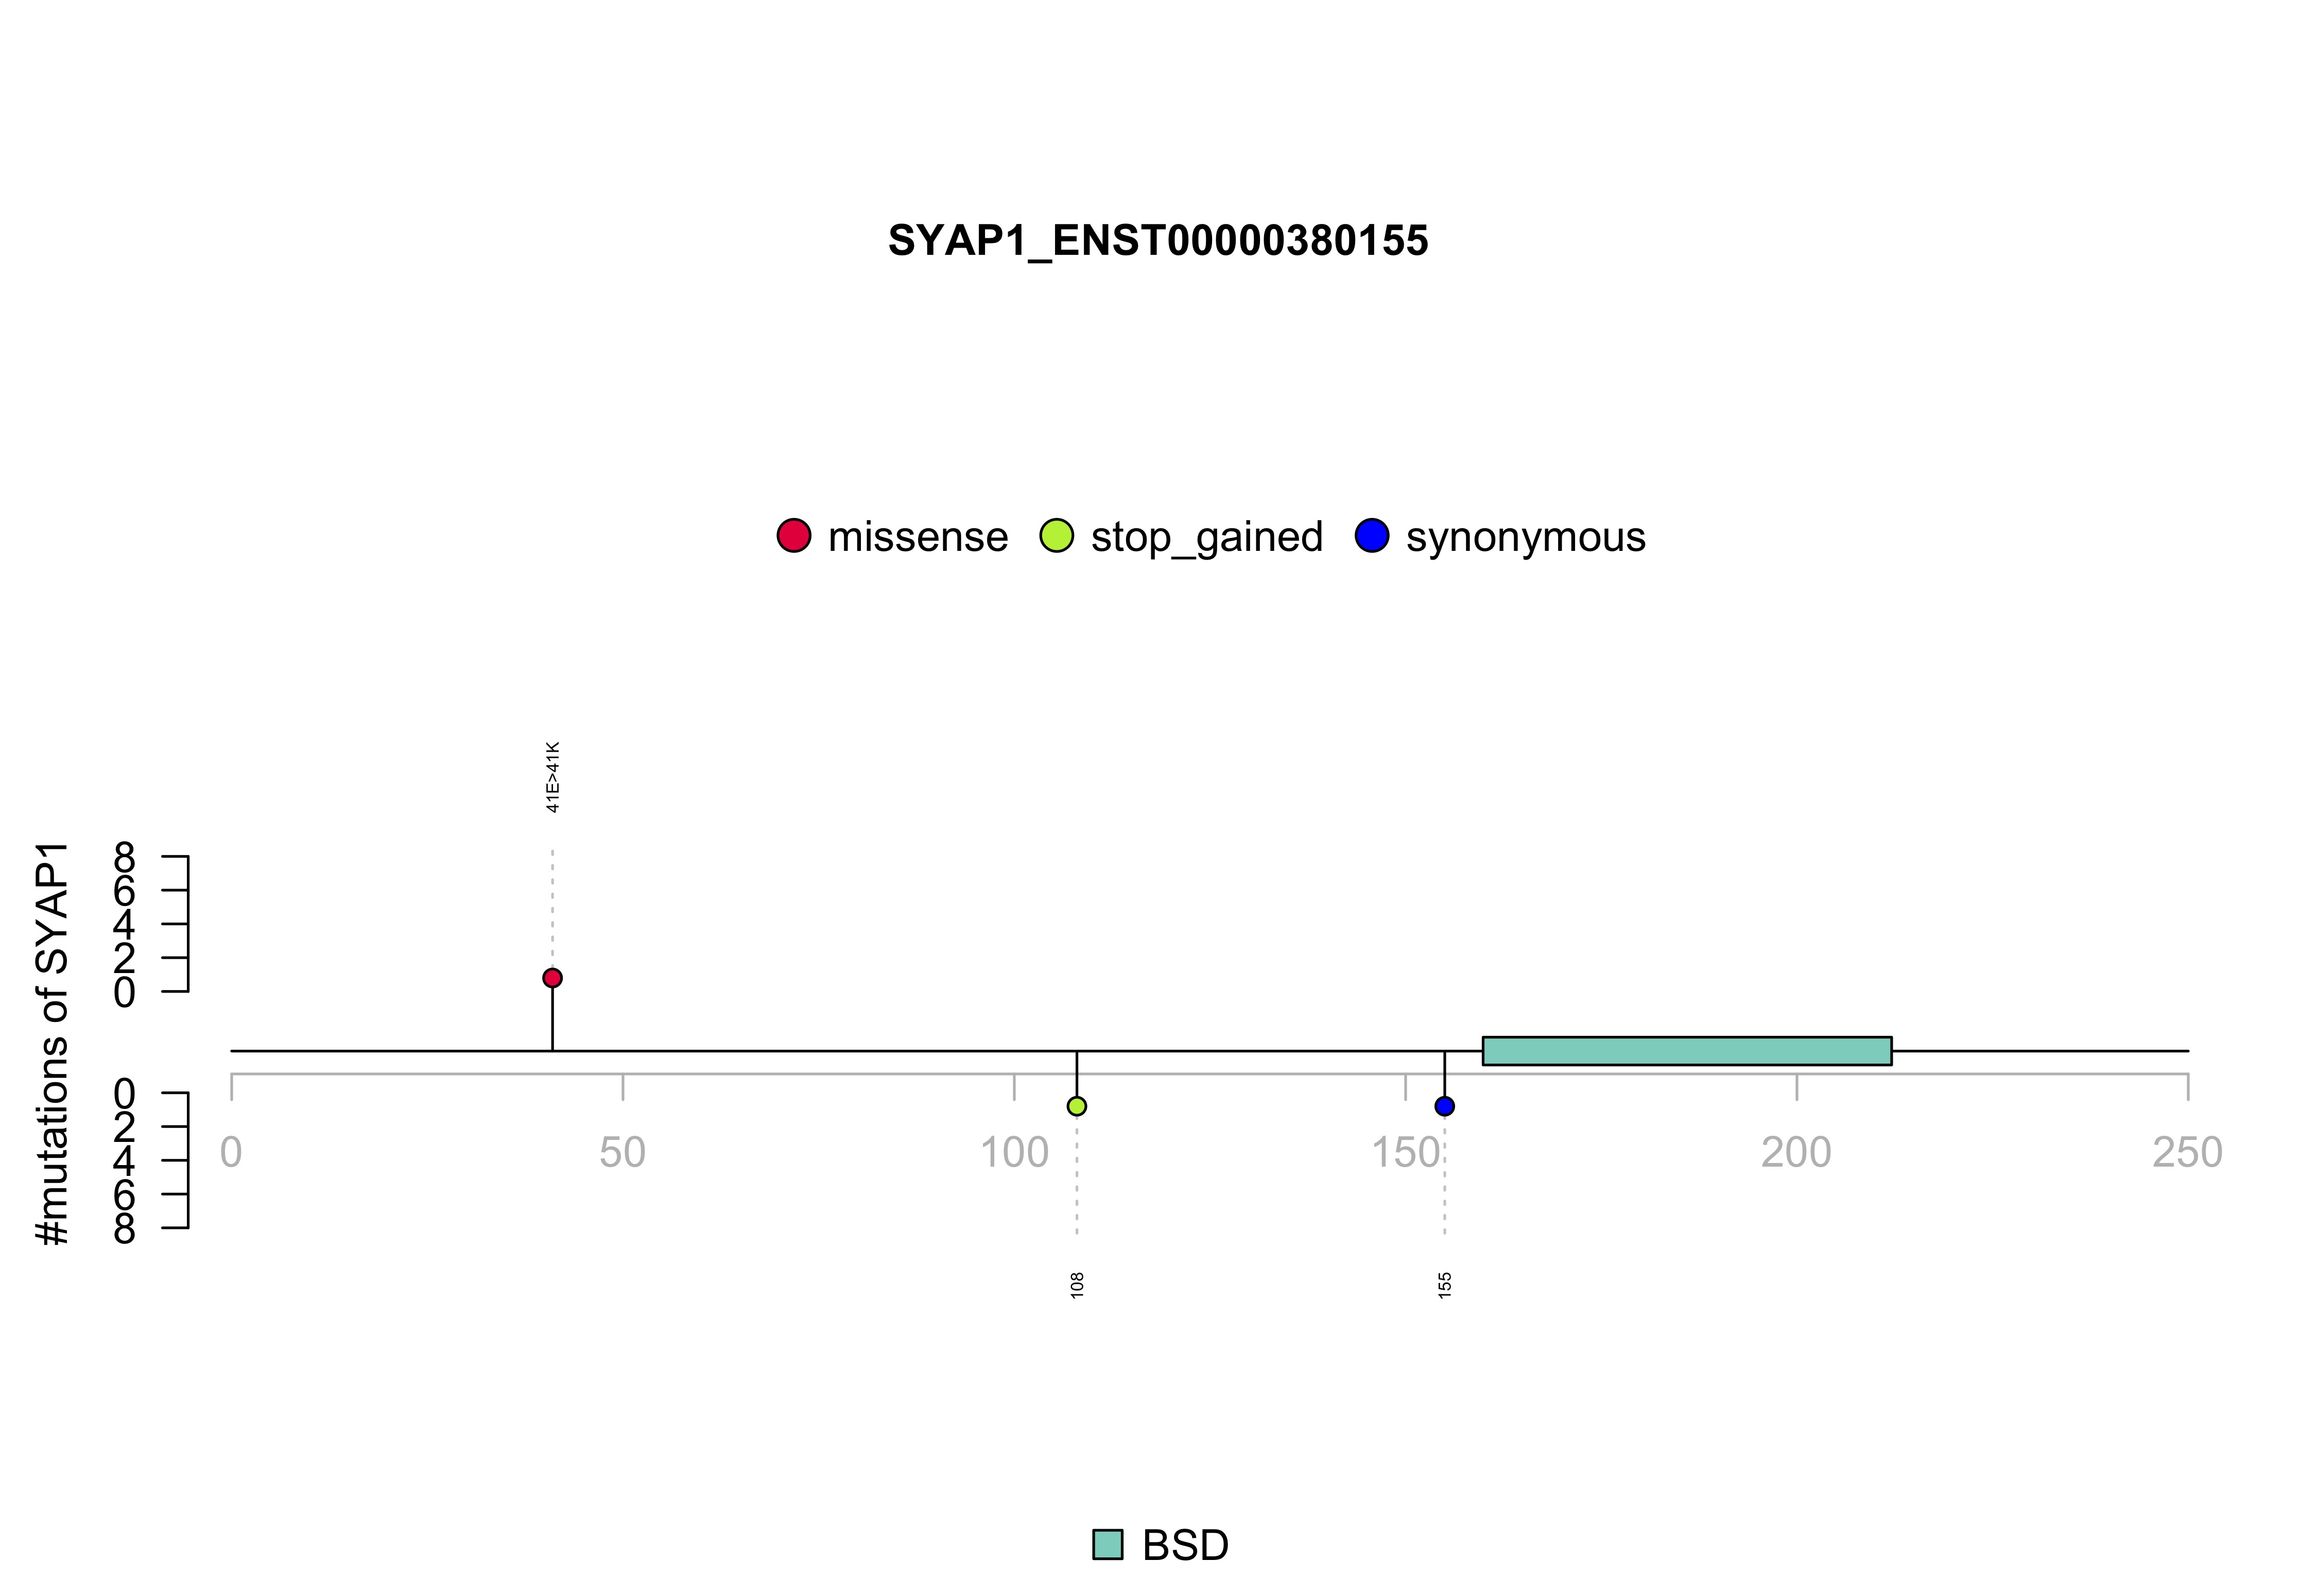 SYAP1_ENST00000380155
missense stop_gained synonymous
41E>41K
#mutations of SYAP1
8
6
4
2
0
0
2
4
6
8
0 50 100 150 200 250
108 155
BSD